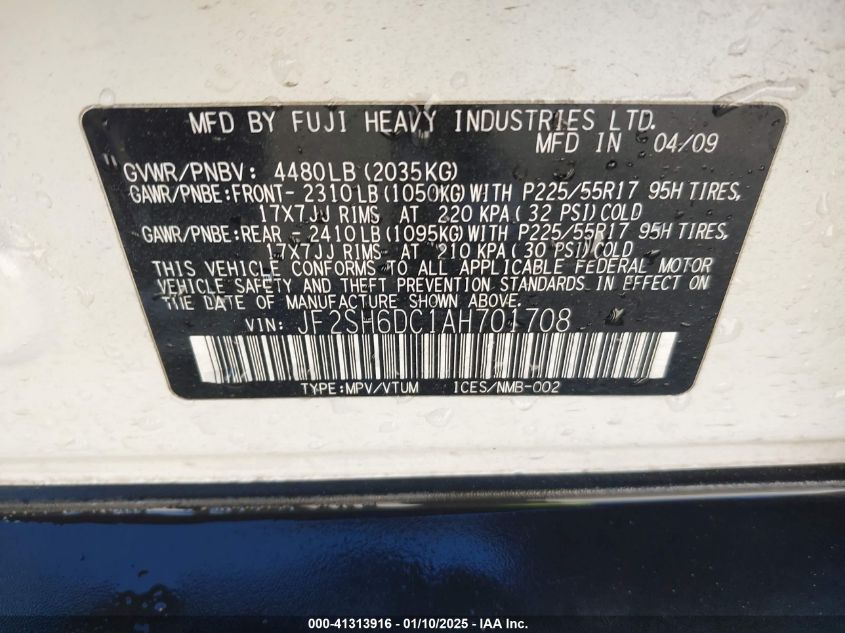 MFD BY FUJI HEAVY INDUSTRIES LTD.
MFD IN 04/09
GVWR/PNBV: 4480LB(2035KG)
GAWR/PNBE:FRONT- 2310LB(1050KG)WITH P225/55R17 95H TIRES,
17X7JJ RIMS AT 220 KPA(32 PSI)COLD
GAWR/PNBE:REAR - 2410LB(1095KG)WITH P225/55R17 95H TIRES,
17X7JJ RIMS AT 210 KPA(30 PSI)COLD
THIS VEHICLE CONFORMS TO ALL APPLICABLE FEDERAL MOTOR
VEHICLE SAFETY AND THEFT PREVENTION STANDARDS IN EFFECT ON
THE DATE OF MANUFACTURE SHOWN ABOVE.
VIN: JF2SH6DC1AH701708
TYPE:MPV/VTUM ICES/NMB-002
000-41313916 - 01/10/2025 - IAA Inc.